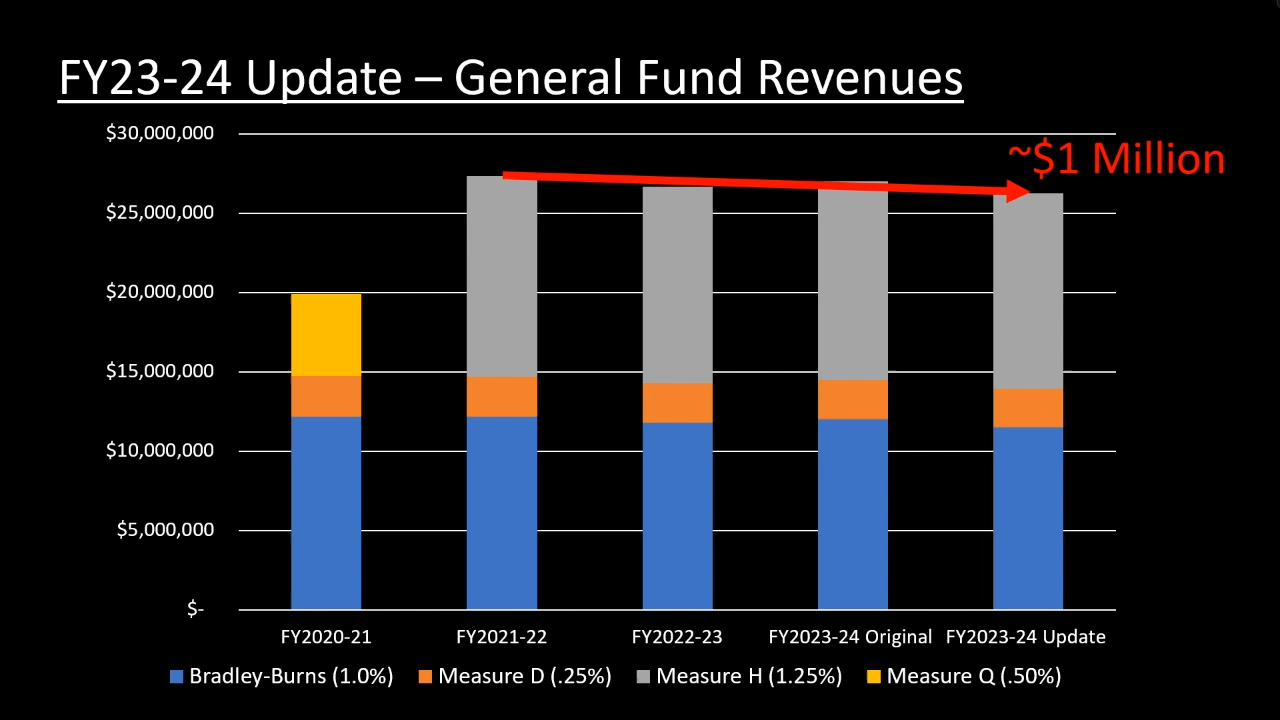 FY23-24 Update – General Fund Revenues
$30,000,000
~$1 Million
$25,000,000
$20,000,000
$15,000,000
$10,000,000
$5,000,000
$-
FY2020-21 FY2021-22 FY2022-23 FY2023-24 Original FY2023-24 Update
Bradley-Burns (1.0%) Measure D (.25%) Measure H (1.25%) Measure Q (.50%)